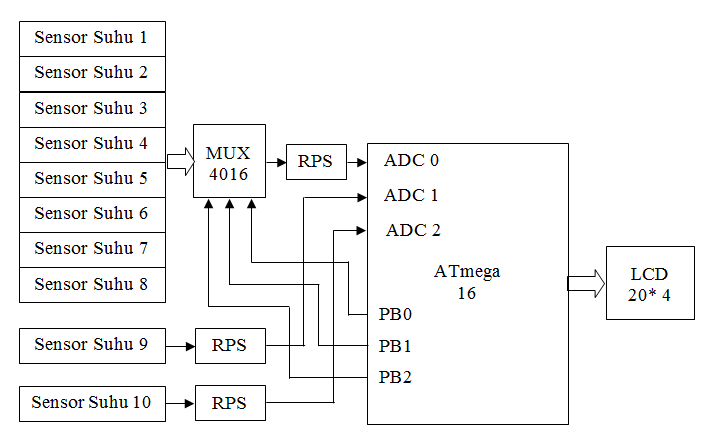 Sensor Suhu 1
Sensor Suhu 2
Sensor Suhu 3
Sensor Suhu 4
Sensor Suhu 5
Sensor Suhu 6
Sensor Suhu 7
Sensor Suhu 8
MUX
4016
RPS
ADC 0
ADC 1
ADC 2
ATmega
16
PB0
PB1
PB2
LCD
20* 4
Sensor Suhu 9
RPS
Sensor Suhu 10
RPS